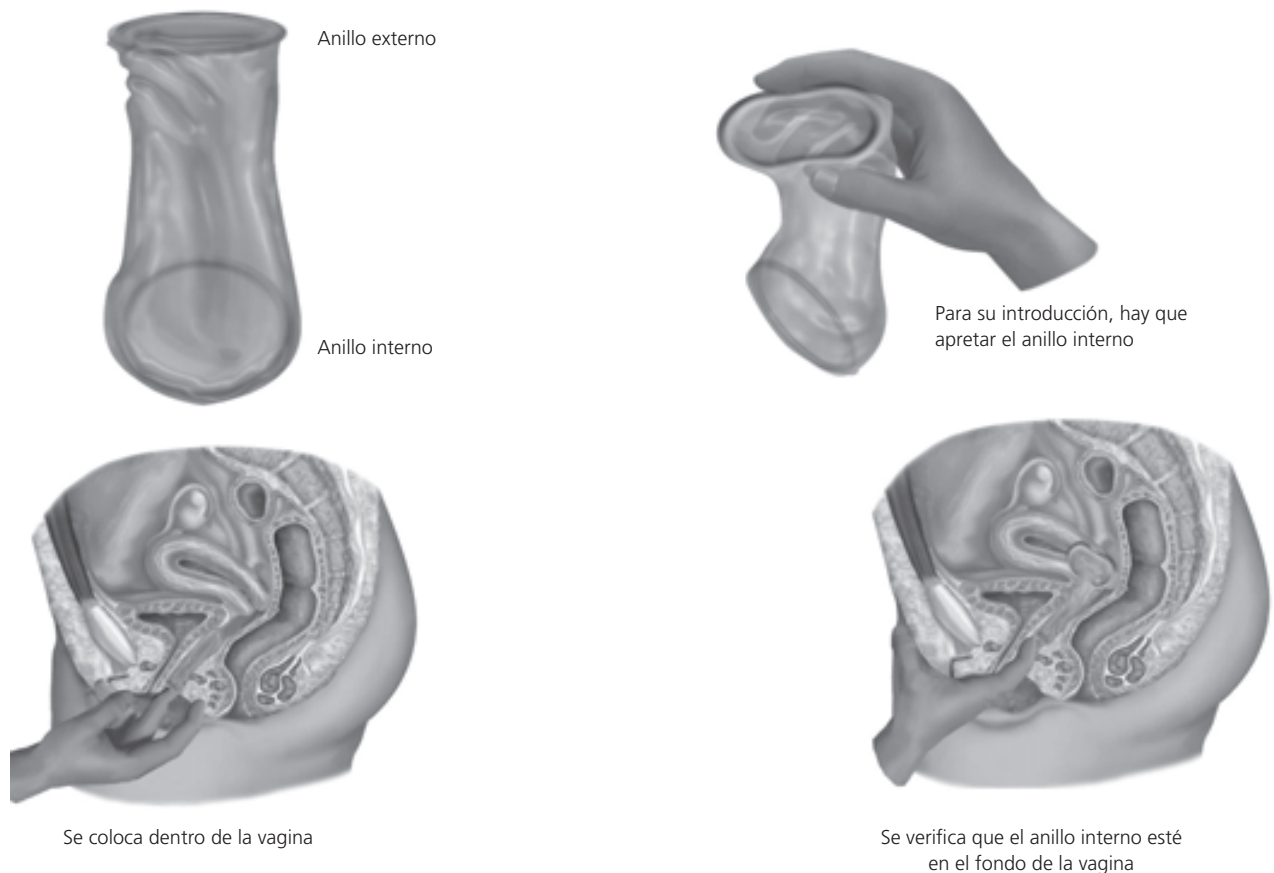 Anillo externo
Anillo interno
Para su introducción, hay que
apretar el anillo interno
Se coloca dentro de la vagina
Se verifica que el anillo interno esté
en el fondo de la vagina